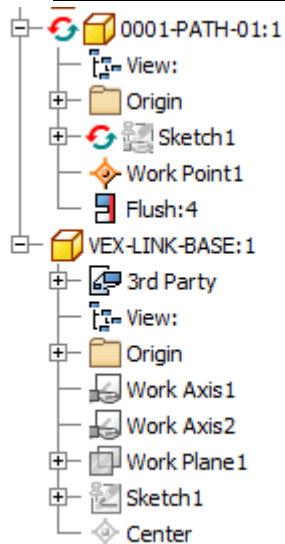 0001-PATH-01:1
View:
Origin
Sketch1
Work Point1
Flush:4
VEX-LINK-BASE:1
3rd Party
View:
Origin
Work Axis1
Work Axis2
Work Plane1
Sketch1
Center